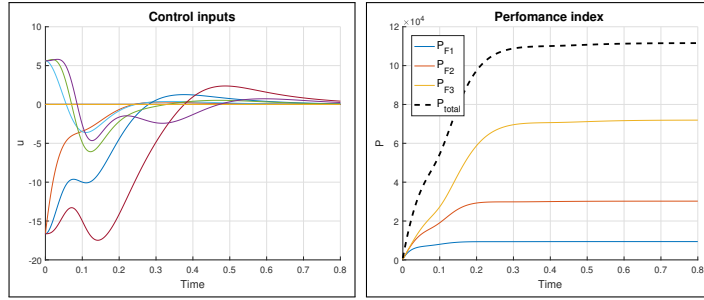 Control inputs
10
5
0
-5
-10
-15
-20
u
0 0.1 0.2 0.3 0.4 0.5 0.6 0.7 0.8
Time
Perfomance index
×10⁴
12
10
8
6
4
2
0
P
P_F1
P_F2
P_F3
P_total
0 0.1 0.2 0.3 0.4 0.5 0.6 0.7 0.8
Time